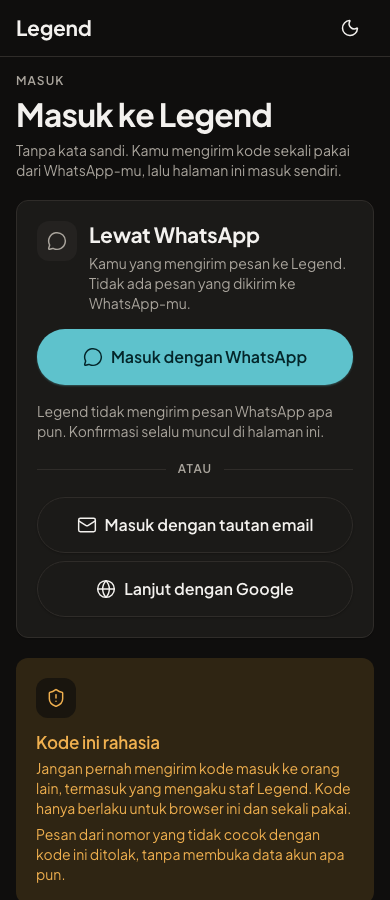 Legend
MASUK
Masuk ke Legend
Tanpa kata sandi. Kamu mengirim kode sekali pakai
dari WhatsApp-mu, lalu halaman ini masuk sendiri.
Lewat WhatsApp
Kamu yang mengirim pesan ke Legend.
Tidak ada pesan yang dikirim ke
WhatsApp-mu.
Masuk dengan WhatsApp
Legend tidak mengirim pesan WhatsApp apa
pun. Konfirmasi selalu muncul di halaman ini.
ATAU
Masuk dengan tautan email
Lanjut dengan Google
Kode ini rahasia
Jangan pernah mengirim kode masuk ke orang
lain, termasuk yang mengaku staf Legend. Kode
hanya berlaku untuk browser ini dan sekali pakai.
Pesan dari nomor yang tidak cocok dengan
kode ini ditolak, tanpa membuka data akun apa
pun.